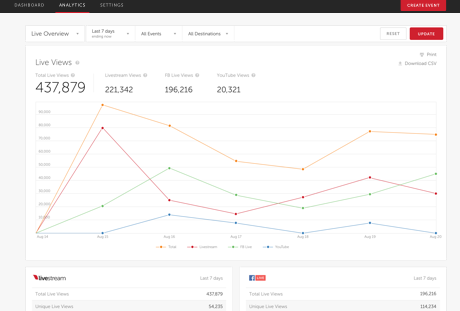 DASHBOARD ANALYTICS SETTINGS CREATE EVENT
Live Overview Last 7 days All Events All Destinations RESET UPDATE
ending now
Print
Live Views Download CSV
Total Live Views Livestream Views FB Live Views YouTube Views
437,879 221,342 196,216 20,321
90,000
80,000
70,000
60,000
50,000
40,000
30,000
20,000
10,000
Aug 14 Aug 15 Aug 16 Aug 17 Aug 18 Aug 19 Aug 20
Total Livestream FB Live YouTube
livestream Last 7 days LIVE Last 7 days
Total Live Views 437,879 Total Live Views 196,216
Unique Live Views 54,235 Unique Live Views 114,234